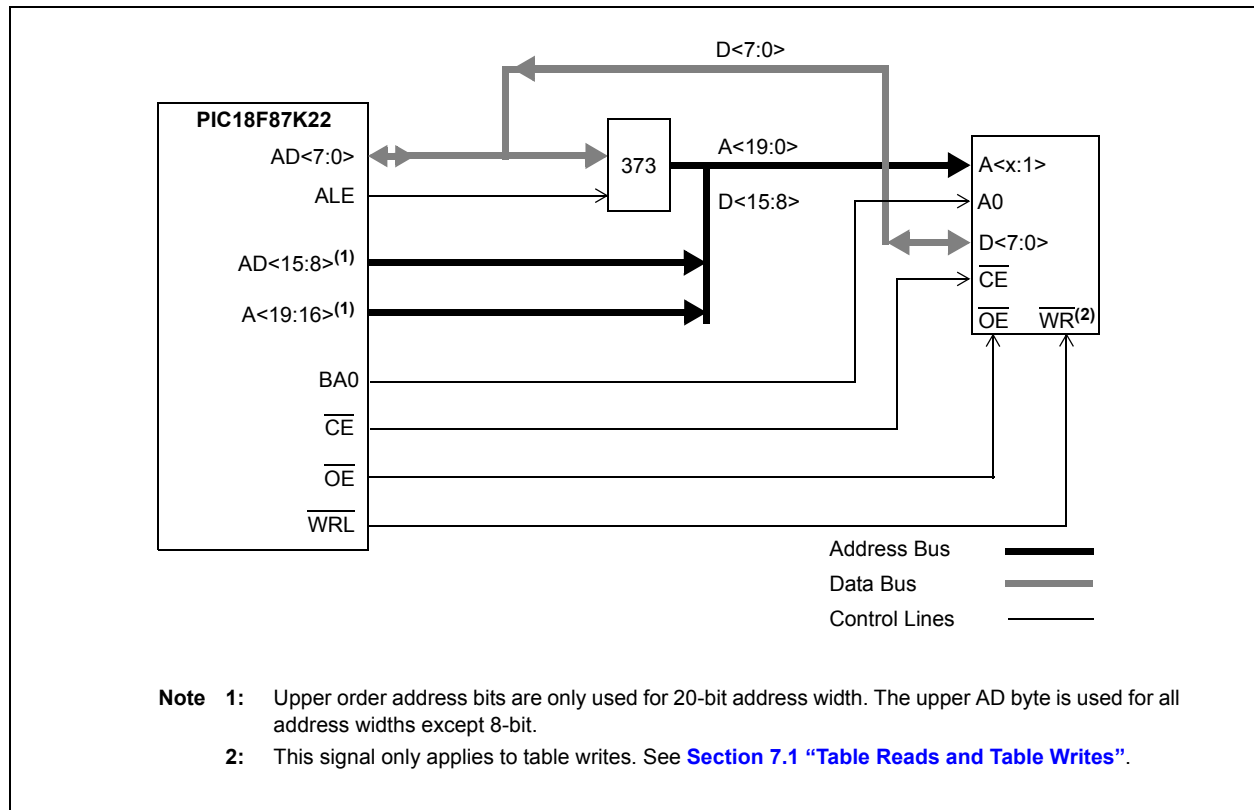 D<7:0>
PIC18F87K22
AD<7:0>
373
A<19:0>
A<x:1>
ALE
D<15:8>
A0
AD<15:8>(1)
D<7:0>
A<19:16>(1)
CE
OE WR(2)
BA0
CE
OE
WRL
Address Bus
Data Bus
Control Lines
Note 1: Upper order address bits are only used for 20-bit address width. The upper AD byte is used for all
address widths except 8-bit.
2: This signal only applies to table writes. See Section 7.1 “Table Reads and Table Writes”.